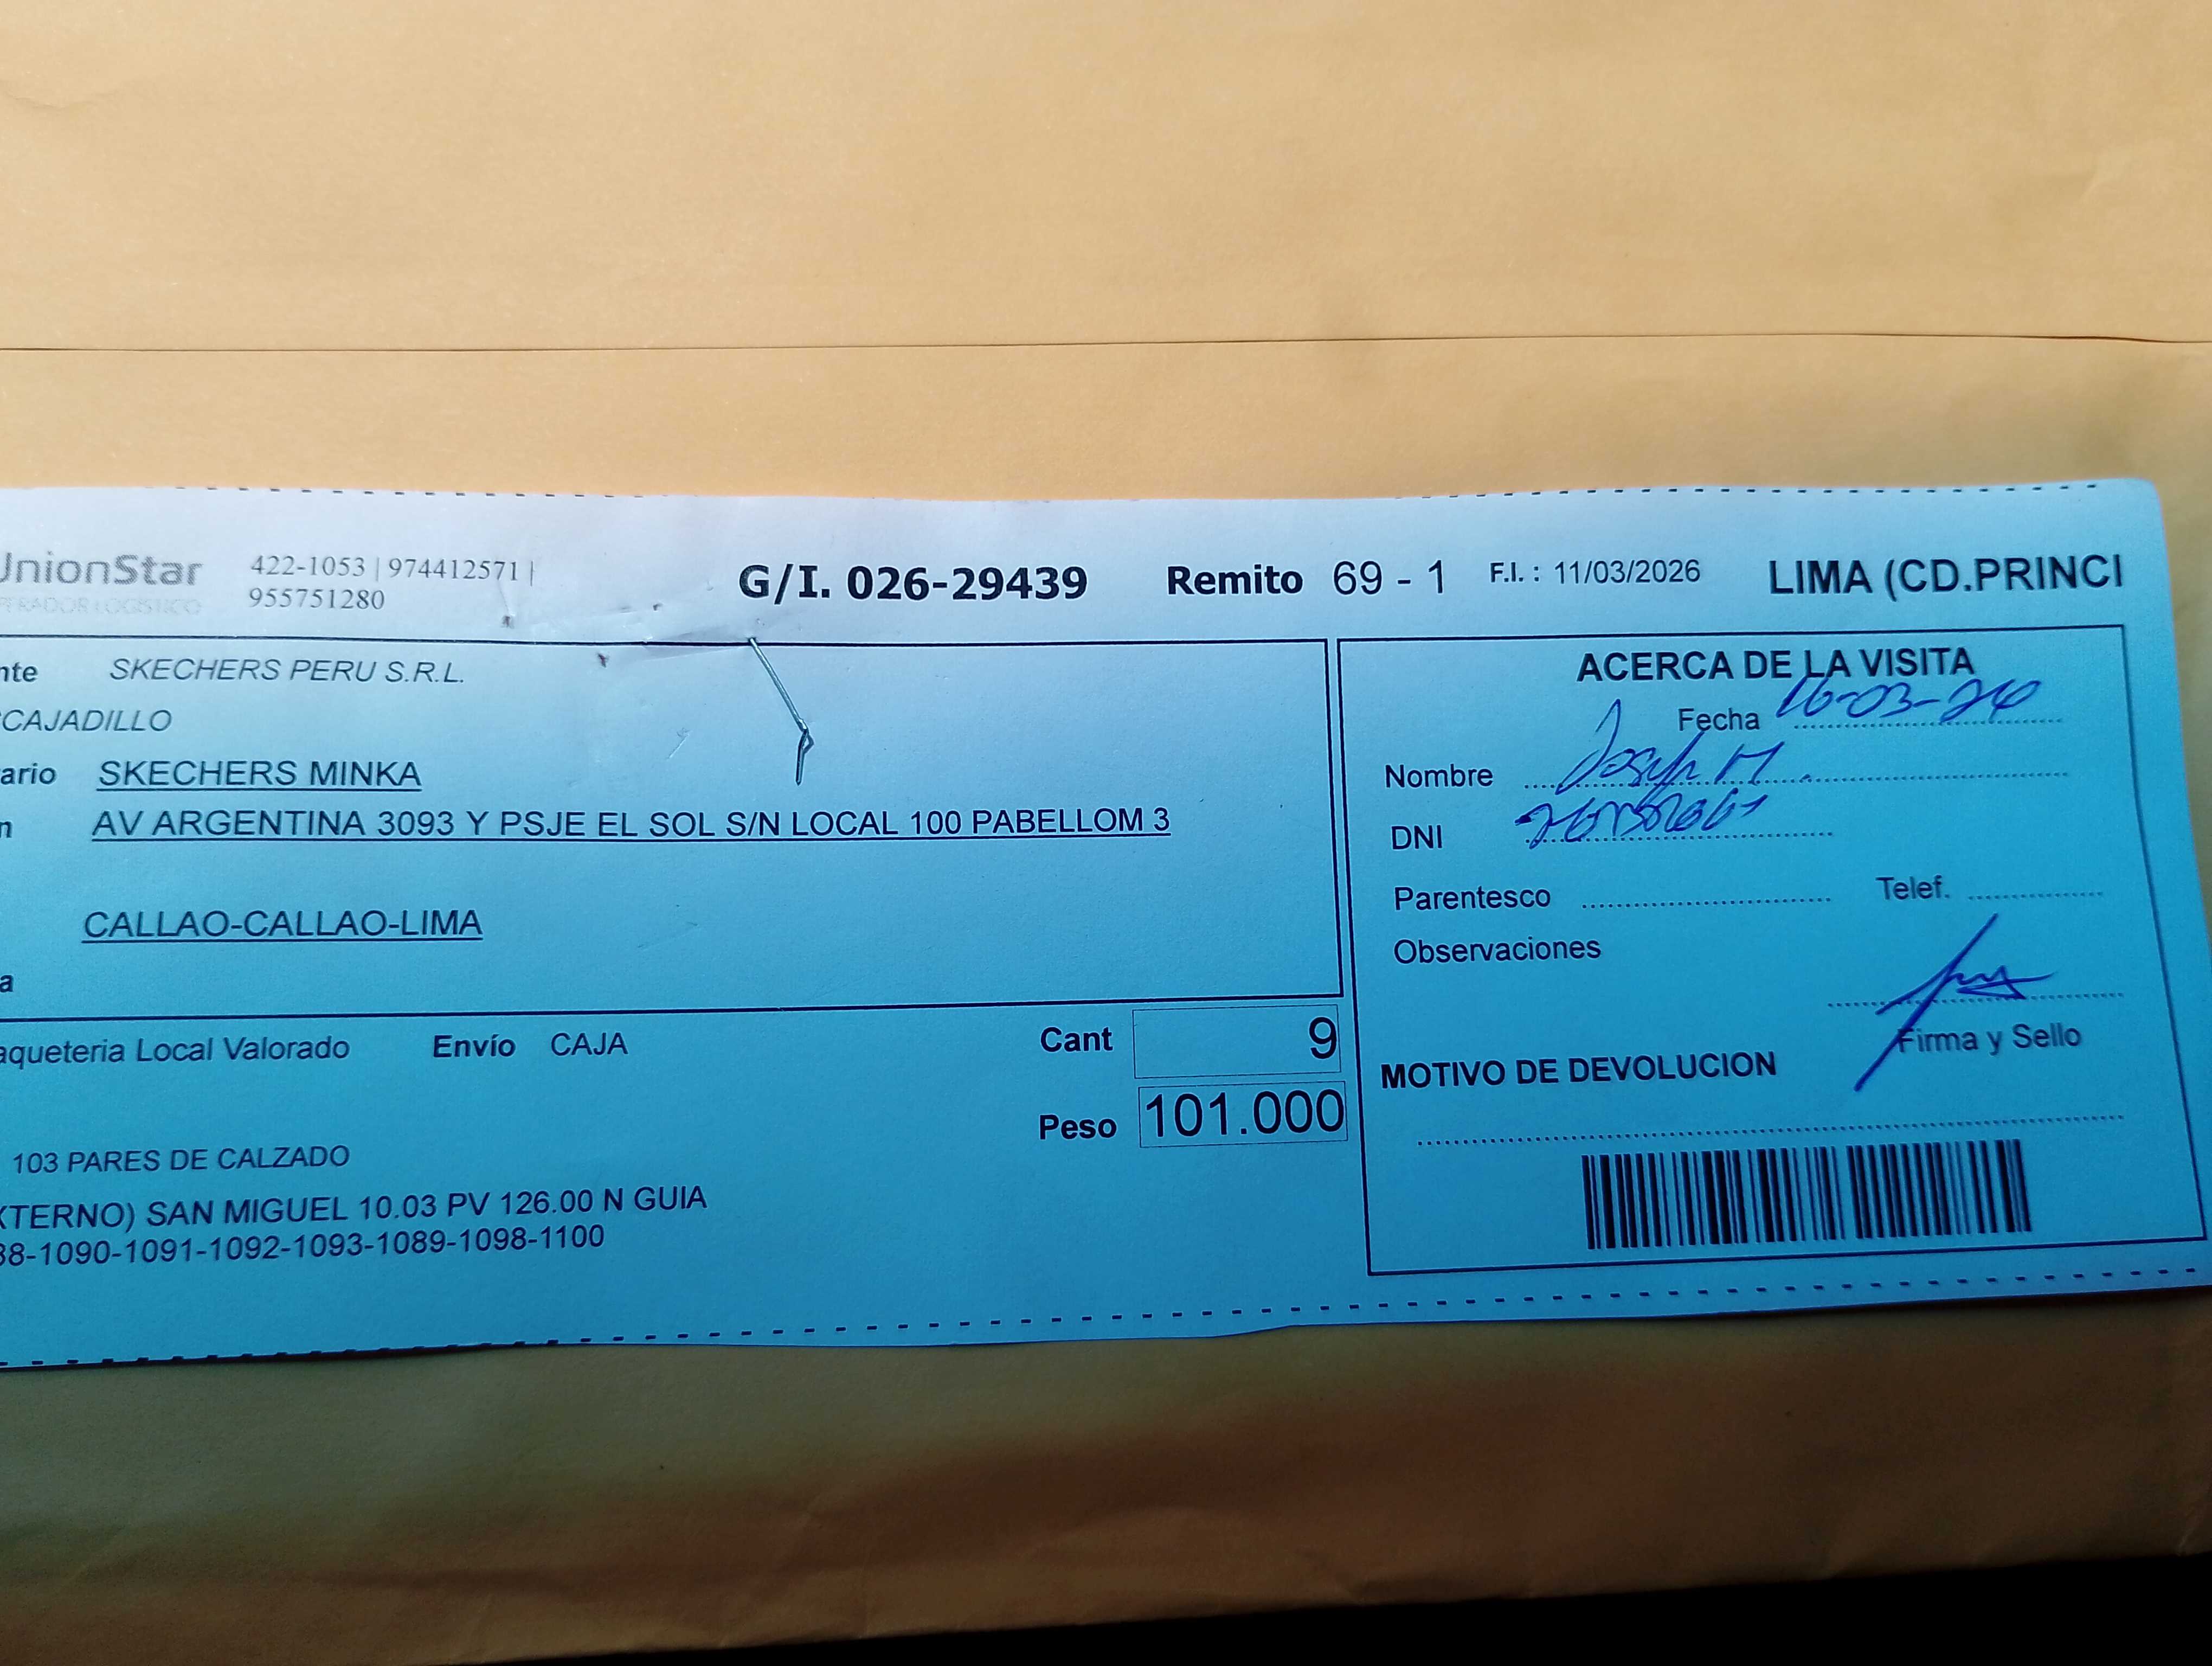 UnionStar 422-1053 | 974412571 | G/I. 026-29439 Remito 69 - 1 F.I. : 11/03/2026 LIMA (CD.PRINCI
PERADOR LOGISTICO 955751280
nte SKECHERS PERU S.R.L.
CAJADILLO
ario SKECHERS MINKA
n AV ARGENTINA 3093 Y PSJE EL SOL S/N LOCAL 100 PABELLOM 3
CALLAO-CALLAO-LIMA
a
aqueteria Local Valorado Envío CAJA Cant 9
Peso 101.000
103 PARES DE CALZADO
XTERNO) SAN MIGUEL 10.03 PV 126.00 N GUIA
88-1090-1091-1092-1093-1089-1098-1100
ACERCA DE LA VISITA
Fecha
Nombre Joseph M.
DNI
Parentesco Telef.
Observaciones
Firma y Sello
MOTIVO DE DEVOLUCION